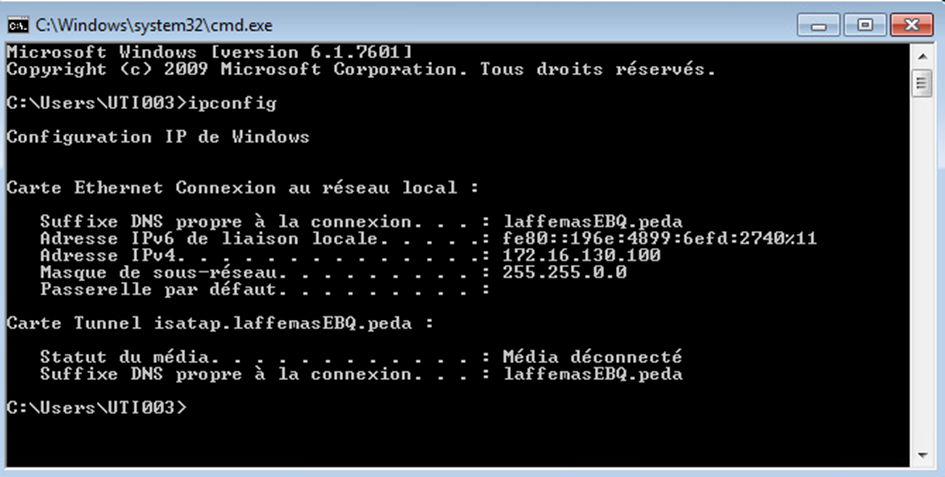 C:\Windows\system32\cmd.exe
Microsoft Windows [version 6.1.7601]
Copyright (c) 2009 Microsoft Corporation. Tous droits réservés.
C:\Users\UTI003>ipconfig
Configuration IP de Windows
Carte Ethernet Connexion au réseau local :
Suffixe DNS propre à la connexion. . . : laffemasEBQ.peda
Adresse IPv6 de liaison locale. . . . .: fe80::196e:4899:6efd:2740%11
Adresse IPv4. . . . . . . . . . . . . .: 172.16.130.100
Masque de sous-réseau. . . . . . . . . : 255.255.0.0
Passerelle par défaut. . . . . . . . . :
Carte Tunnel isatap.laffemasEBQ.peda :
Statut du média. . . . . . . . . . . . : Média déconnecté
Suffixe DNS propre à la connexion. . . : laffemasEBQ.peda
C:\Users\UTI003>